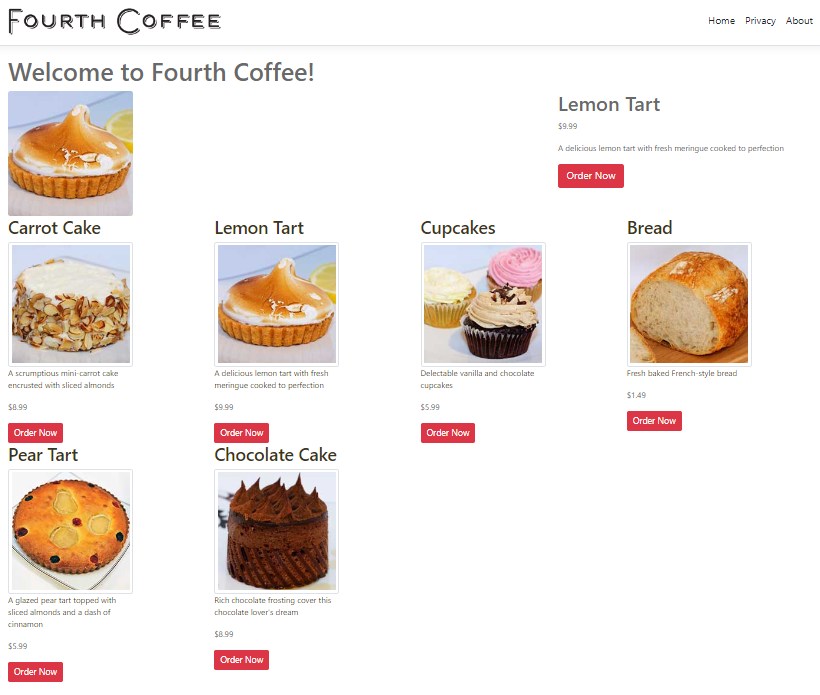 Fourth Coffee
Home Privacy About
Welcome to Fourth Coffee!
Lemon Tart
$9.99
A delicious lemon tart with fresh meringue cooked to perfection
Order Now
Carrot Cake
A scrumptious mini-carrot cake
encrusted with sliced almonds
$8.99
Order Now
Lemon Tart
A delicious lemon tart with fresh
meringue cooked to perfection
$9.99
Order Now
Cupcakes
Delectable vanilla and chocolate
cupcakes
$5.99
Order Now
Bread
Fresh baked French-style bread
$1.49
Order Now
Pear Tart
A glazed pear tart topped with
sliced almonds and a dash of
cinnamon
$5.99
Order Now
Chocolate Cake
Rich chocolate frosting cover this
chocolate lover's dream
$8.99
Order Now